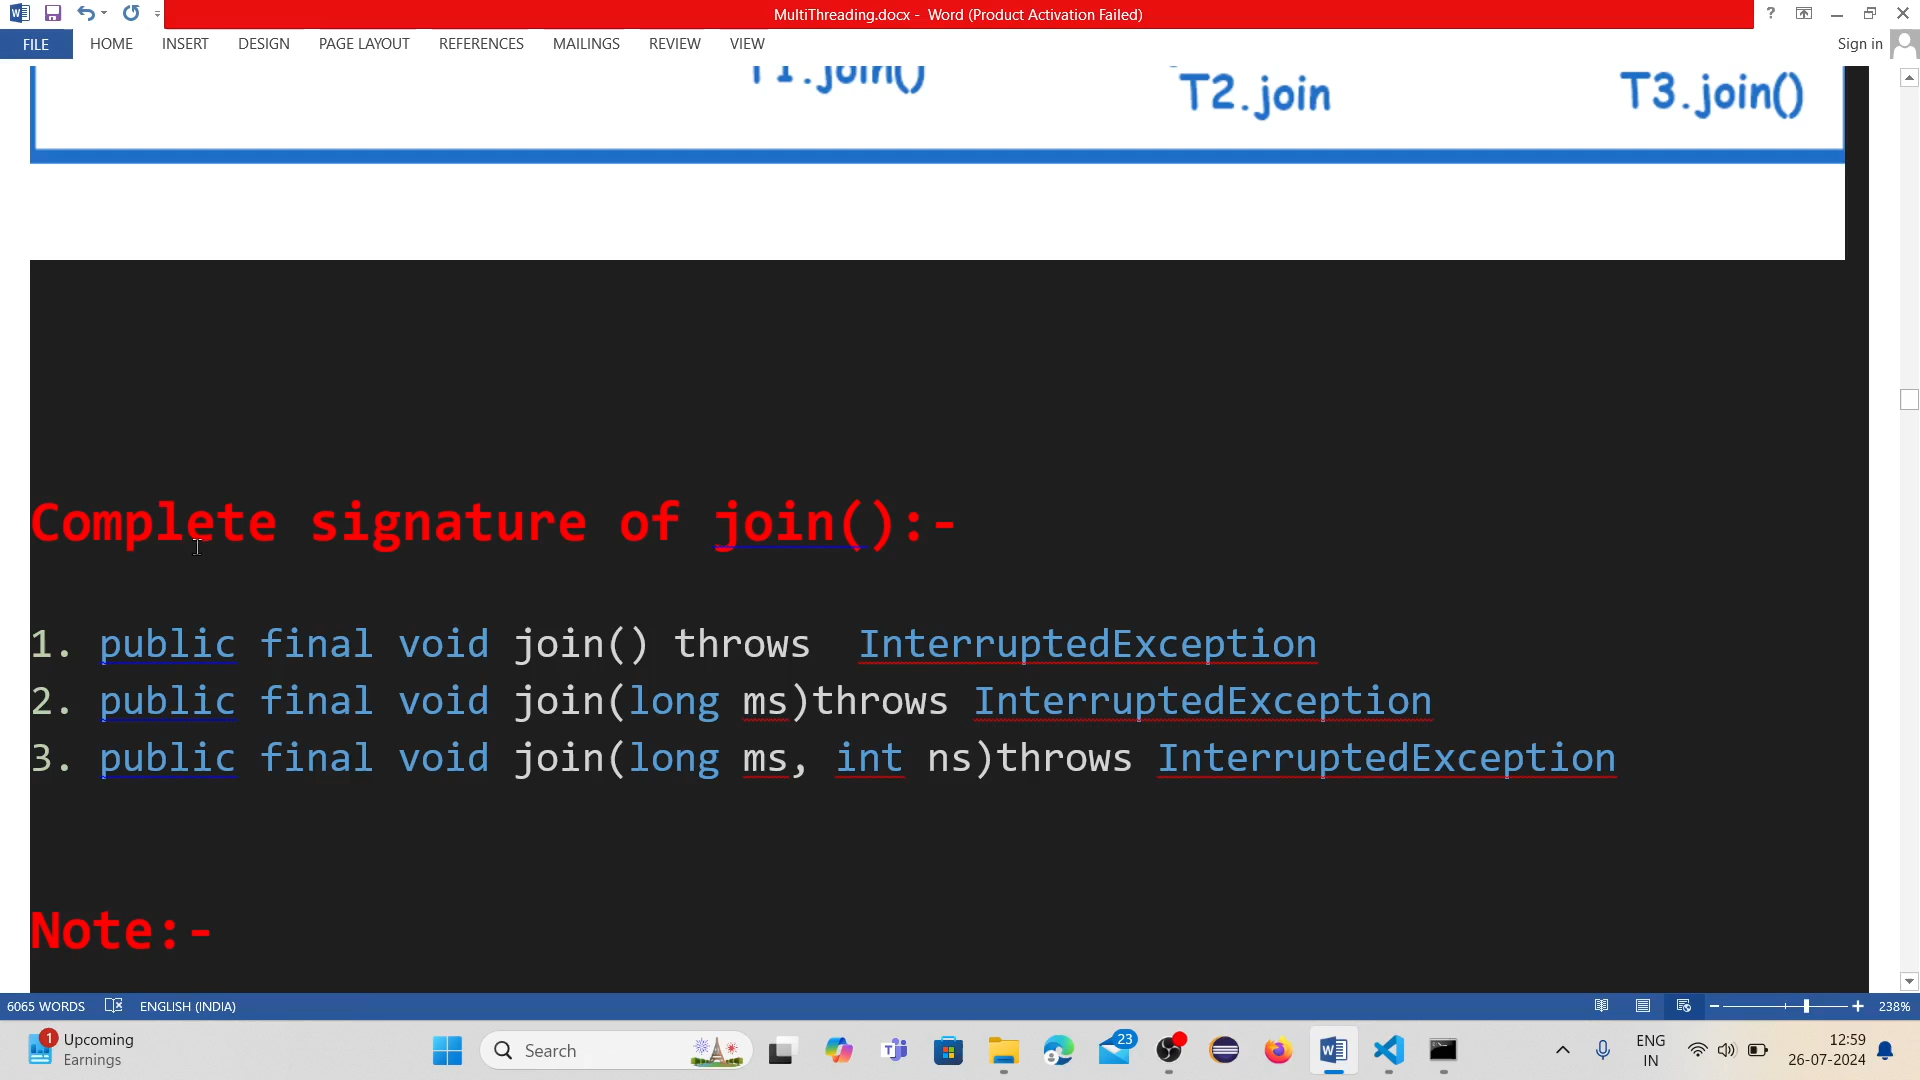 MultiThreading.docx - Word (Product Activation Failed)
FILE HOME INSERT DESIGN PAGE LAYOUT REFERENCES MAILINGS REVIEW VIEW Sign in
T1.join()
T2.join
T3.join()
Complete signature of join():-
1. public final void join() throws InterruptedException
2. public final void join(long ms)throws InterruptedException
3. public final void join(long ms, int ns)throws InterruptedException
Note:-
6065 WORDS ENGLISH (INDIA) 238%
1 Upcoming
Earnings
Search
23
ENG
IN
12:59
26-07-2024